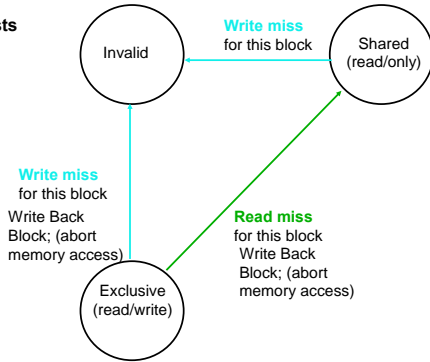 sts
Invalid
Write miss
for this block
Shared
(read/only)
Write miss
for this block
Write Back
Block; (abort
memory access)
Read miss
for this block
Write Back
Block; (abort
memory access)
Exclusive
(read/write)